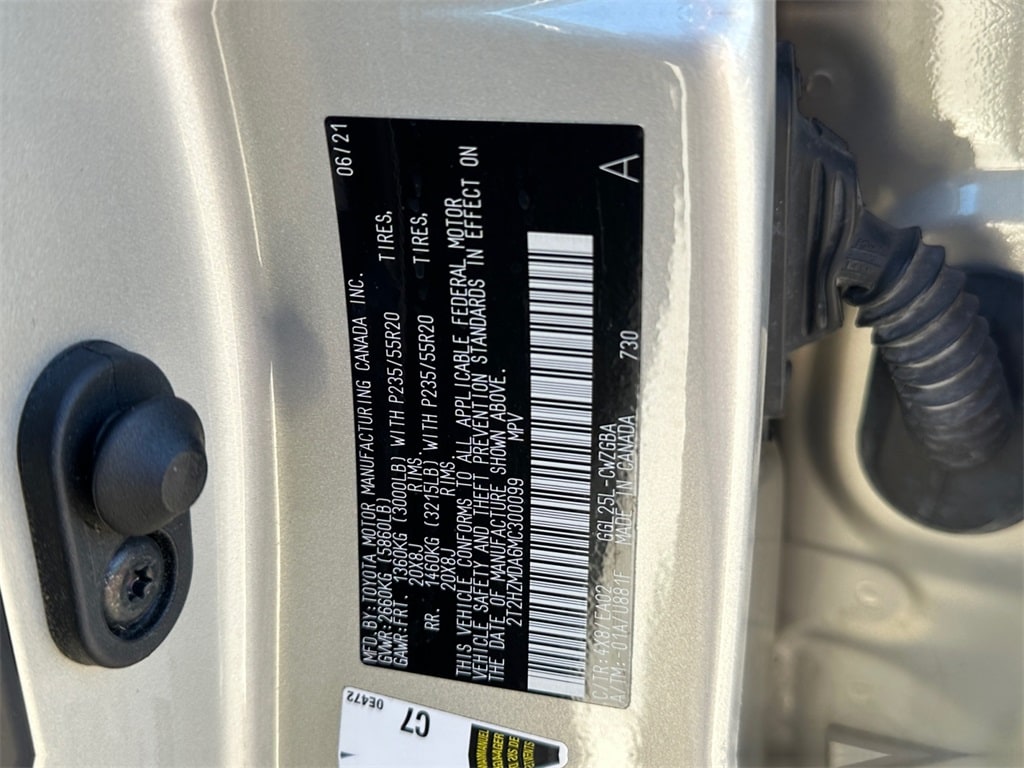 MFD.BY:TOYOTA MOTOR MANUFACTURING CANADA INC. 06/21
GVWR:2660KG (5860LB)
GAWR:FRT. 1360KG (3000LB) WITH P235/55R20 TIRES,
20X8J RIMS
RR. 1460KG (3215LB) WITH P235/55R20 TIRES,
20X8J RIMS
THIS VEHICLE CONFORMS TO ALL APPLICABLE FEDERAL MOTOR
VEHICLE SAFETY AND THEFT PREVENTION STANDARDS IN EFFECT ON
THE DATE OF MANUFACTURE SHOWN ABOVE.
2T2HZMDA6MC300099 MPV
C/TR:4X8/EA02 GGL25L-CWZGBA 730
A/TM:-011A/U881F MADE IN CANADA
A
C7
0E472